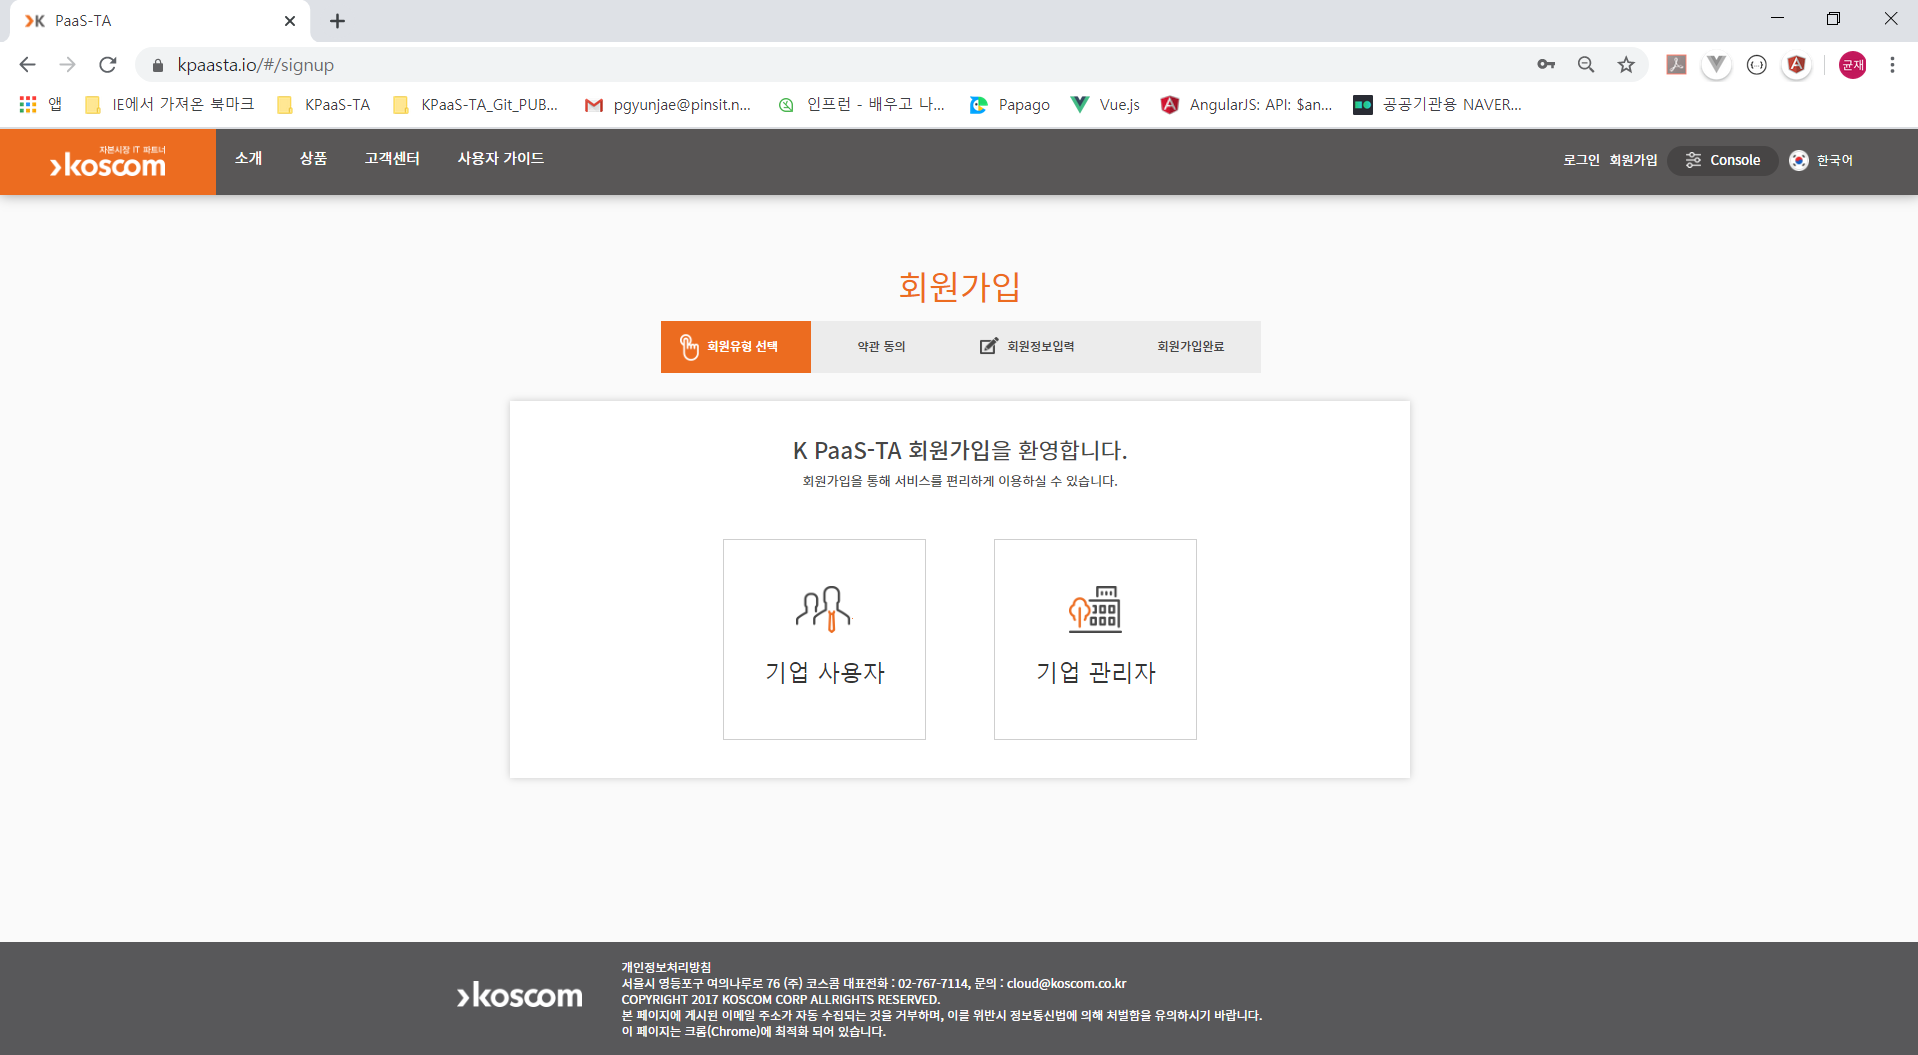 PaaS-TA
kpaasta.io/#/signup
균재
앱
IE에서 가져온 북마크
KPaaS-TA
KPaaS-TA_Git_PUB...
pgyunjae@pinsit.n...
인프런 - 배우고 나...
Papago
Vue.js
AngularJS: API: $an...
공공기관용 NAVER...
자본시장 IT 파트너
koscom
소개
상품
고객센터
사용자 가이드
로그인
회원가입
Console
한국어
회원가입
회원유형 선택
약관 동의
회원정보입력
회원가입완료
K PaaS-TA 회원가입을 환영합니다.
회원가입을 통해 서비스를 편리하게 이용하실 수 있습니다.
기업 사용자
기업 관리자
koscom
개인정보처리방침
서울시 영등포구 여의나루로 76 (주) 코스콤 대표전화 : 02-767-7114, 문의 : cloud@koscom.co.kr
COPYRIGHT 2017 KOSCOM CORP ALLRIGHTS RESERVED.
본 페이지에 게시된 이메일 주소가 자동 수집되는 것을 거부하며, 이를 위반시 정보통신법에 의해 처벌함을 유의하시기 바랍니다.
이 페이지는 크롬(Chrome)에 최적화 되어 있습니다.